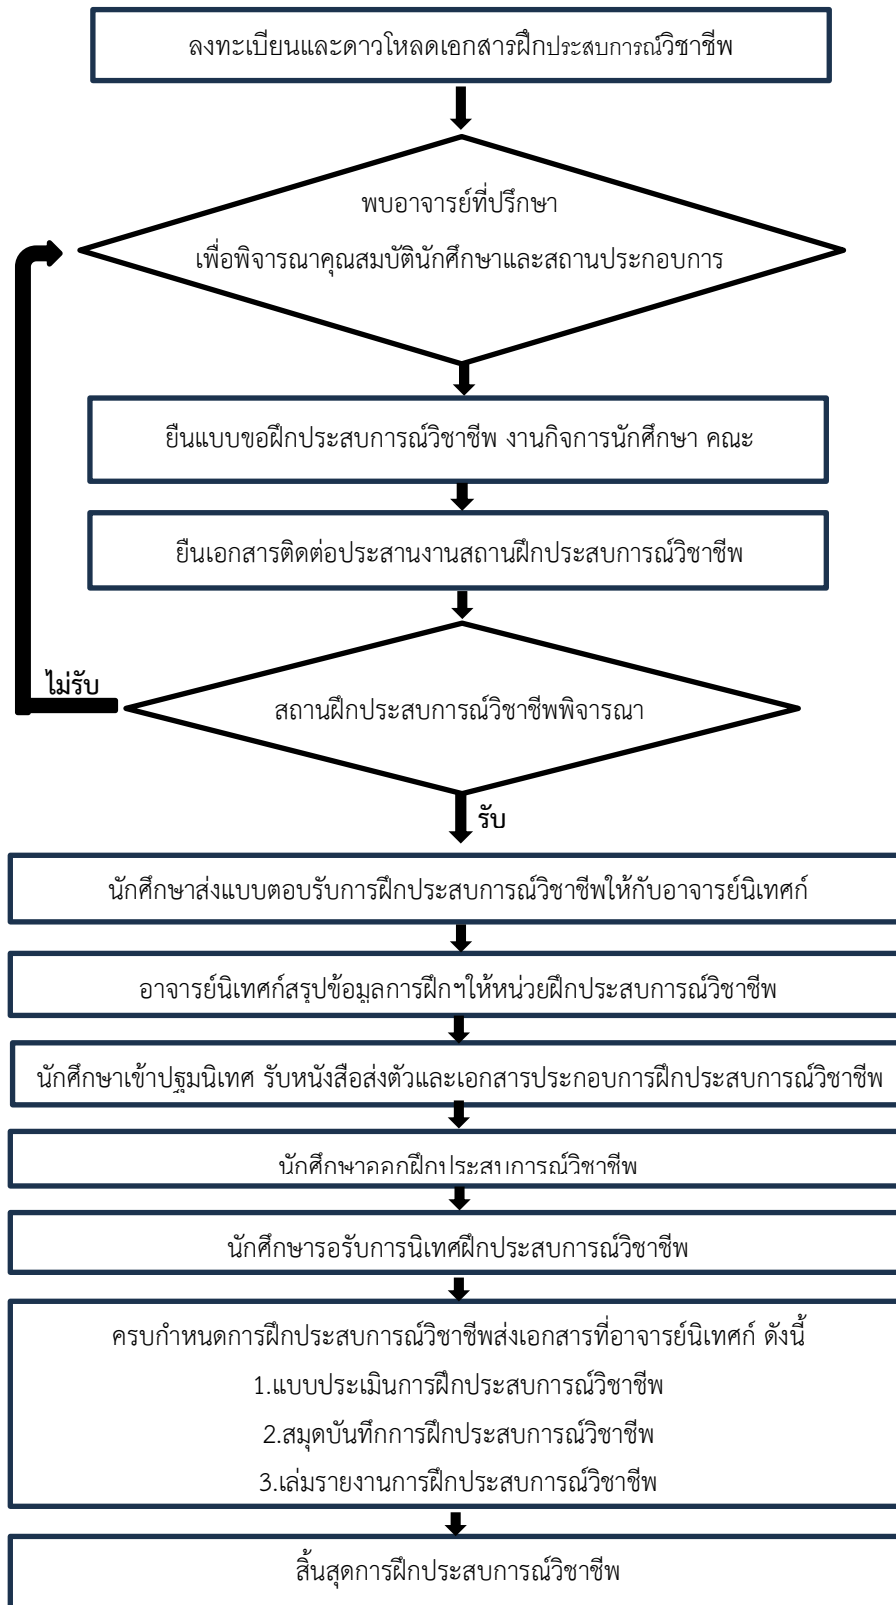 ลงทะเบียนและดาวโหลดเอกสารฝึกประสบการณ์วิชาชีพ
พบอาจารย์ที่ปรึกษา
เพื่อพิจารณาคุณสมบัตินักศึกษาและสถานประกอบการ
ยืนแบบขอฝึกประสบการณ์วิชาชีพ งานกิจการนักศึกษา คณะ
ยืนเอกสารติดต่อประสานงานสถานฝึกประสบการณ์วิชาชีพ
ไม่รับ
สถานฝึกประสบการณ์วิชาชีพพิจารณา
รับ
นักศึกษาส่งแบบตอบรับการฝึกประสบการณ์วิชาชีพให้กับอาจารย์นิเทศก์
อาจารย์นิเทศก์สรุปข้อมูลการฝึกฯให้หน่วยฝึกประสบการณ์วิชาชีพ
นักศึกษาเข้าปฐมนิเทศ รับหนังสือส่งตัวและเอกสารประกอบการฝึกประสบการณ์วิชาชีพ
นักศึกษาออกฝึกประสบการณ์วิชาชีพ
นักศึกษารอรับการนิเทศฝึกประสบการณ์วิชาชีพ
ครบกำหนดการฝึกประสบการณ์วิชาชีพส่งเอกสารที่อาจารย์นิเทศก์ ดังนี้
1.แบบประเมินการฝึกประสบการณ์วิชาชีพ
2.สมุดบันทึกการฝึกประสบการณ์วิชาชีพ
3.เล่มรายงานการฝึกประสบการณ์วิชาชีพ
สิ้นสุดการฝึกประสบการณ์วิชาชีพ